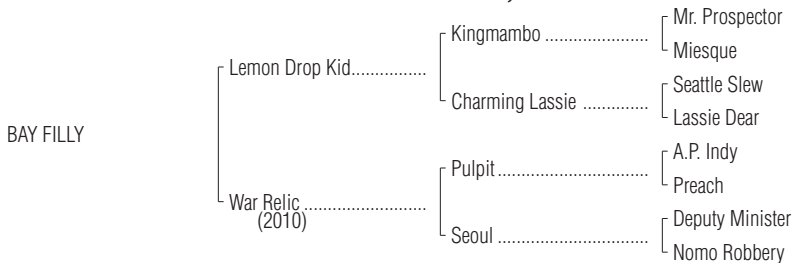 Mr. Prospector
Kingmambo ........................
Miesque
Lemon Drop Kid.................
Seattle Slew
Charming Lassie ...............
Lassie Dear
BAY FILLY
A.P. Indy
Pulpit...................................
Preach
War Relic ............................
(2010)
Deputy Minister
Seoul ...................................
Nomo Robbery